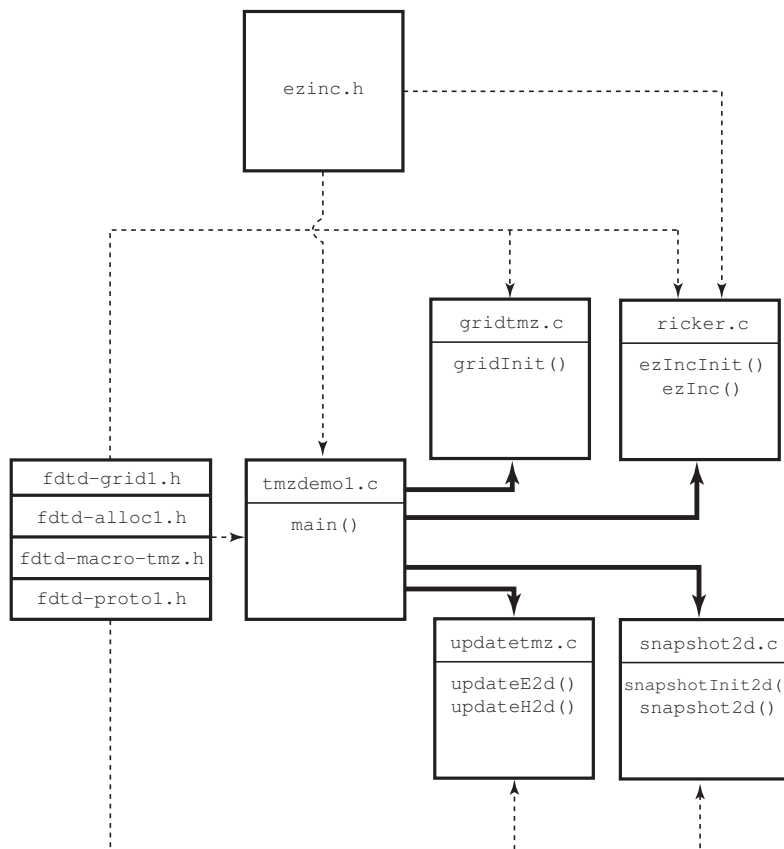 ezinc.h
gridtmz.c
gridInit()
ricker.c
ezIncInit()
ezInc()
fdtd-grid1.h
fdtd-alloc1.h
fdtd-macro-tmz.h
fdtd-proto1.h
tmzdemo1.c
main()
updatetmz.c
updateE2d()
updateH2d()
snapshot2d.c
snapshotInit2d(
snapshot2d()